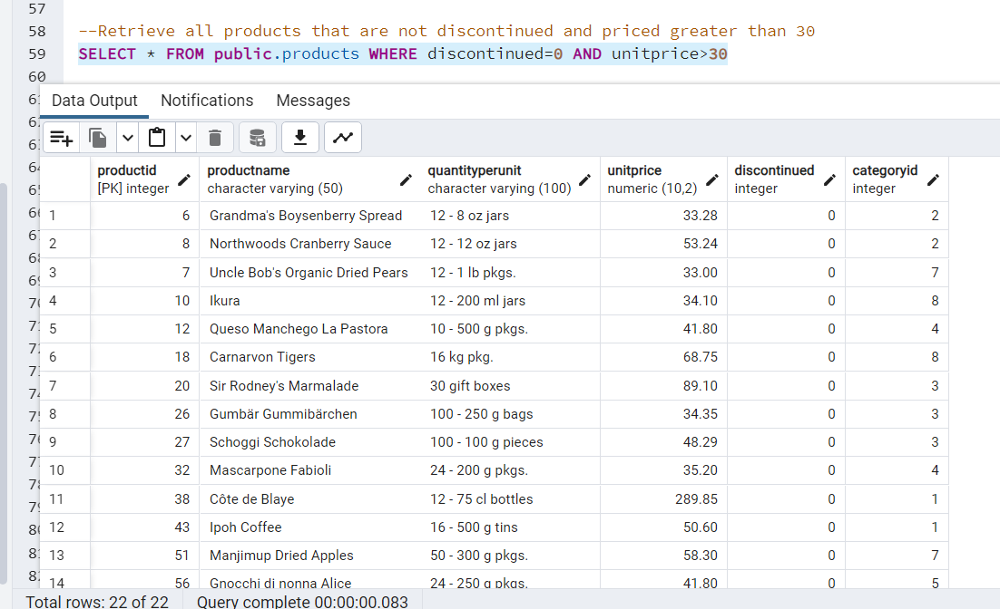 57
58 --Retrieve all products that are not discontinued and priced greater than 30
59 SELECT * FROM public.products WHERE discontinued=0 AND unitprice>30
60
Data Output Notifications Messages
productid productname quantityperunit unitprice discontinued categoryid
[PK] integer character varying (50) character varying (100) numeric (10,2) integer integer
1 6 Grandma's Boysenberry Spread 12 - 8 oz jars 33.28 0 2
2 8 Northwoods Cranberry Sauce 12 - 12 oz jars 53.24 0 2
3 7 Uncle Bob's Organic Dried Pears 12 - 1 lb pkgs. 33.00 0 7
4 10 Ikura 12 - 200 ml jars 34.10 0 8
5 12 Queso Manchego La Pastora 10 - 500 g pkgs. 41.80 0 4
6 18 Carnarvon Tigers 16 kg pkg. 68.75 0 8
7 20 Sir Rodney's Marmalade 30 gift boxes 89.10 0 3
8 26 Gumbär Gummibärchen 100 - 250 g bags 34.35 0 3
9 27 Schoggi Schokolade 100 - 100 g pieces 48.29 0 3
10 32 Mascarpone Fabioli 24 - 200 g pkgs. 35.20 0 4
11 38 Côte de Blaye 12 - 75 cl bottles 289.85 0 1
12 43 Ipoh Coffee 16 - 500 g tins 50.60 0 1
13 51 Manjimup Dried Apples 50 - 300 g pkgs. 58.30 0 7
14 56 Gnocchi di nonna Alice 24 - 250 g pkgs. 41.80 0 5
Total rows: 22 of 22 Query complete 00:00:00.083